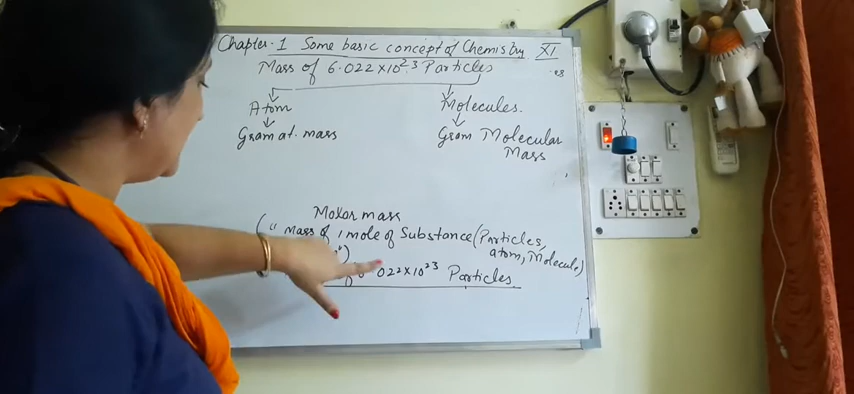 Chapter-1 Some basic concept of Chemistry XI
Mass of 6.022×10²³ Particles
Atom Molecules.
Gram at. mass Gram Molecular
Mass
Molar mass
(" Mass of 1 mole of Substance (Particles,
atom, Molecule)
022×10²³ Particles